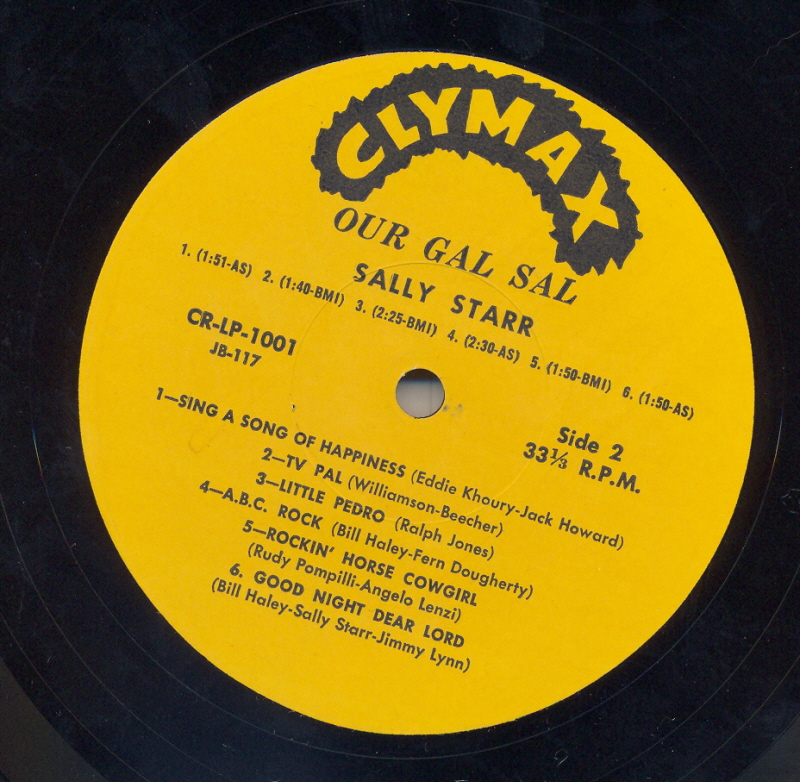 CLYMAX
OUR GAL SAL
SALLY STARR
1. (1:51-AS) 2. (1:40-BMI) 3. (2:25-BMI) 4. (2:30-AS) 5. (1:50-BMI) 6. (1:50-AS)
CR-LP-1001
JB-117
Side 2
33⅓ R.P.M.
1—SING A SONG OF HAPPINESS (Eddie Khoury-Jack Howard)
2—TV PAL (Williamson-Beecher)
3—LITTLE PEDRO (Ralph Jones)
4—A.B.C. ROCK (Bill Haley-Fern Dougherty)
5—ROCKIN' HORSE COWGIRL
(Rudy Pompilli-Angelo Lenzi)
6. GOOD NIGHT DEAR LORD
(Bill Haley-Sally Starr-Jimmy Lynn)